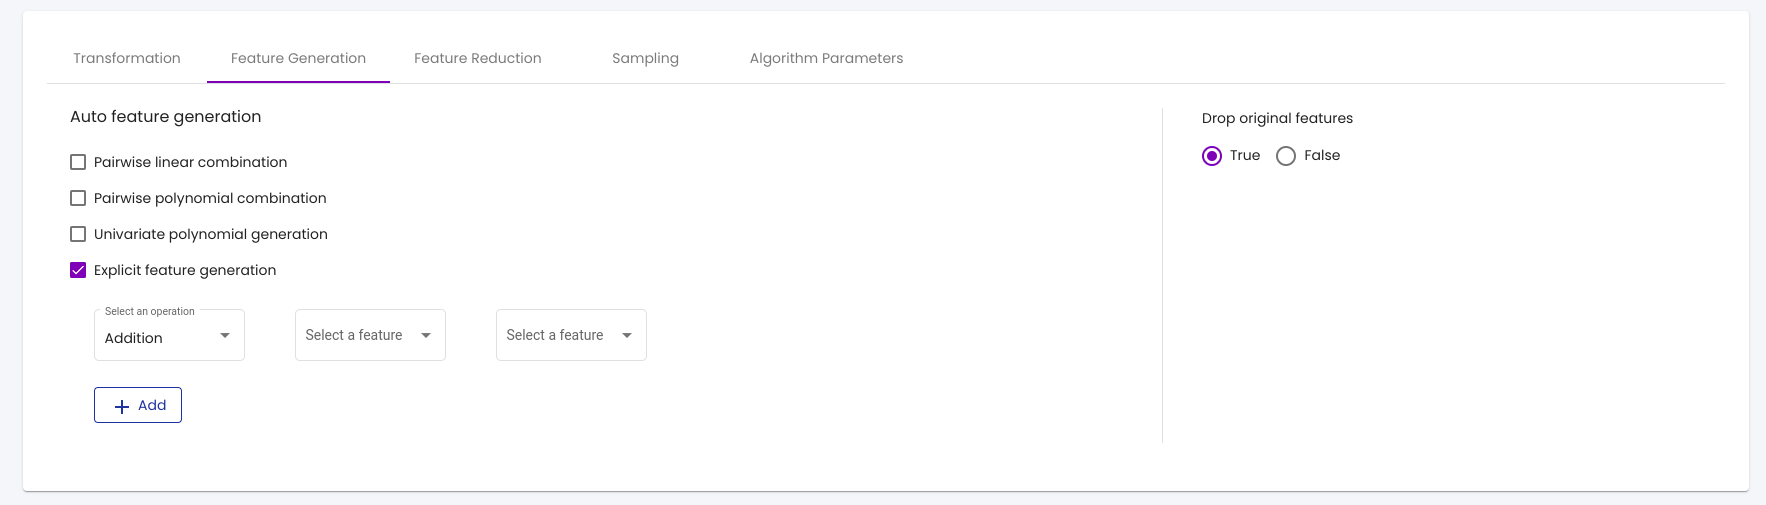 Transformation Feature Generation Feature Reduction Sampling Algorithm Parameters
Auto feature generation
Pairwise linear combination
Pairwise polynomial combination
Univariate polynomial generation
Explicit feature generation
Select an operation
Addition
Select a feature
Select a feature
Add
Drop original features
True False